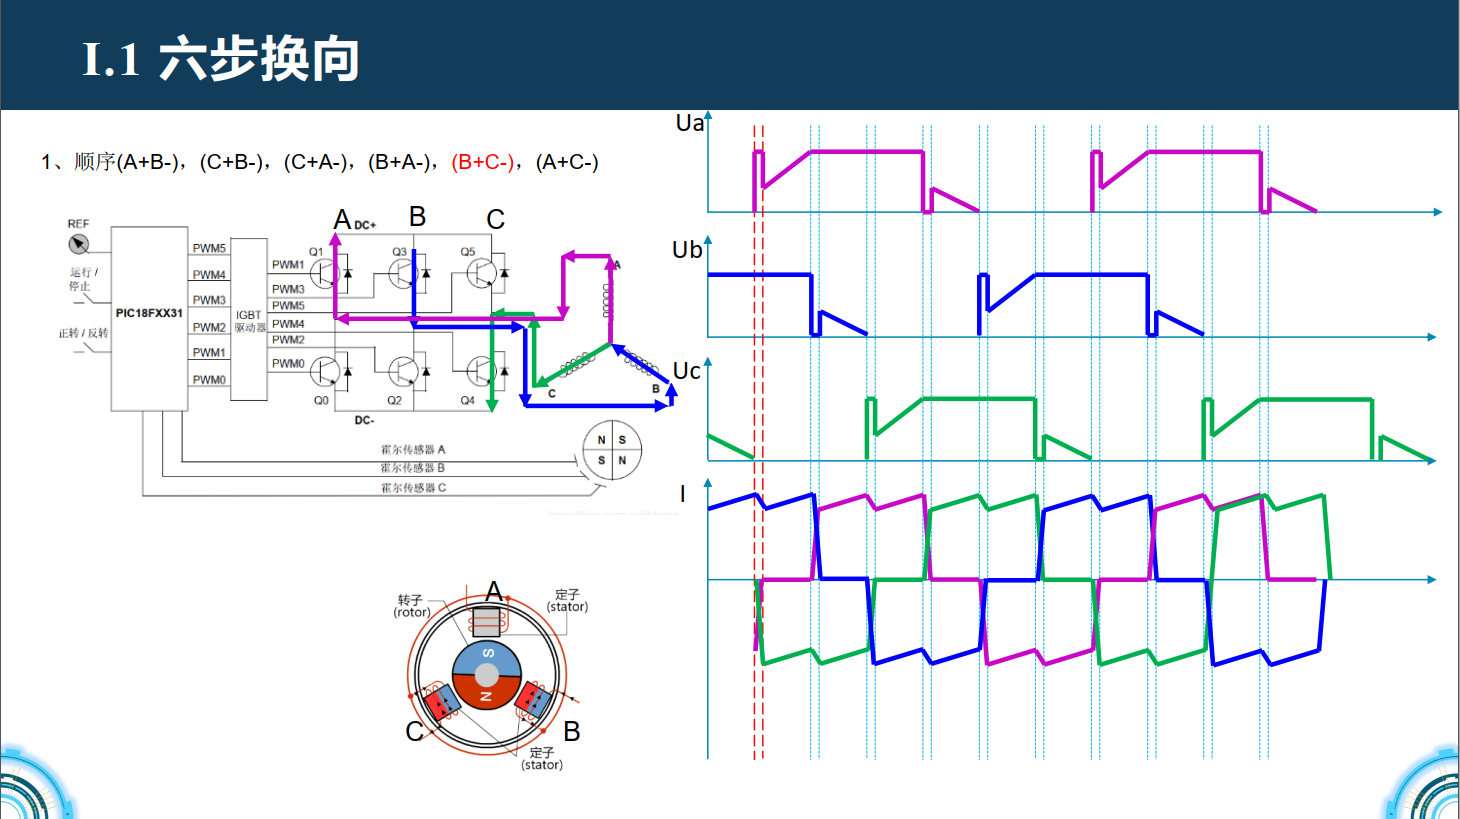 I.1 六步换向
1、顺序(A+B-)，(C+B-)，(C+A-)，(B+A-)，(B+C-)，(A+C-)
REF
运行 /
停止
正转 / 反转
PIC18FXX31
PWM5
PWM4
PWM3
PWM2
PWM1
PWM0
IGBT
驱动器
PWM1
PWM3
PWM5
PWM4
PWM2
PWM0
A
B
C
DC+
Q1
Q3
Q5
Q0
Q2
Q4
DC-
A
B
C
N
S
S
N
霍尔传感器 A
霍尔传感器 B
霍尔传感器 C
Ua
Ub
Uc
I
A
转子
(rotor)
定子
(stator)
S
N
C
B
定子
(stator)